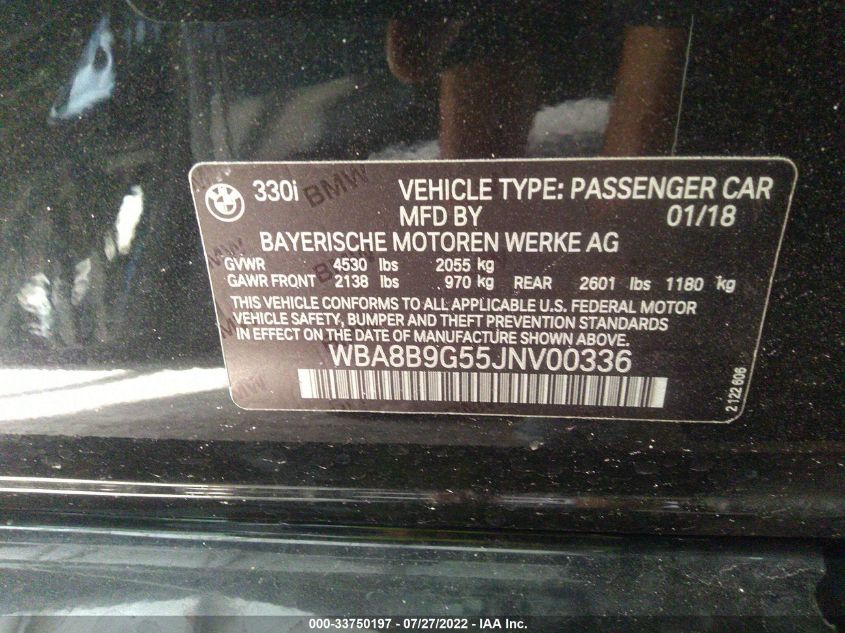 330i VEHICLE TYPE: PASSENGER CAR
MFD BY 01/18
BAYERISCHE MOTOREN WERKE AG
GVWR 4530 lbs 2055 kg
GAWR FRONT 2138 lbs 970 kg REAR 2601 lbs 1180 kg
THIS VEHICLE CONFORMS TO ALL APPLICABLE U.S. FEDERAL MOTOR
VEHICLE SAFETY, BUMPER AND THEFT PREVENTION STANDARDS
IN EFFECT ON THE DATE OF MANUFACTURE SHOWN ABOVE.
WBA8B9G55JNV00336
2 122 606
BMW
BMW
000-33750197 - 07/27/2022 - IAA Inc.